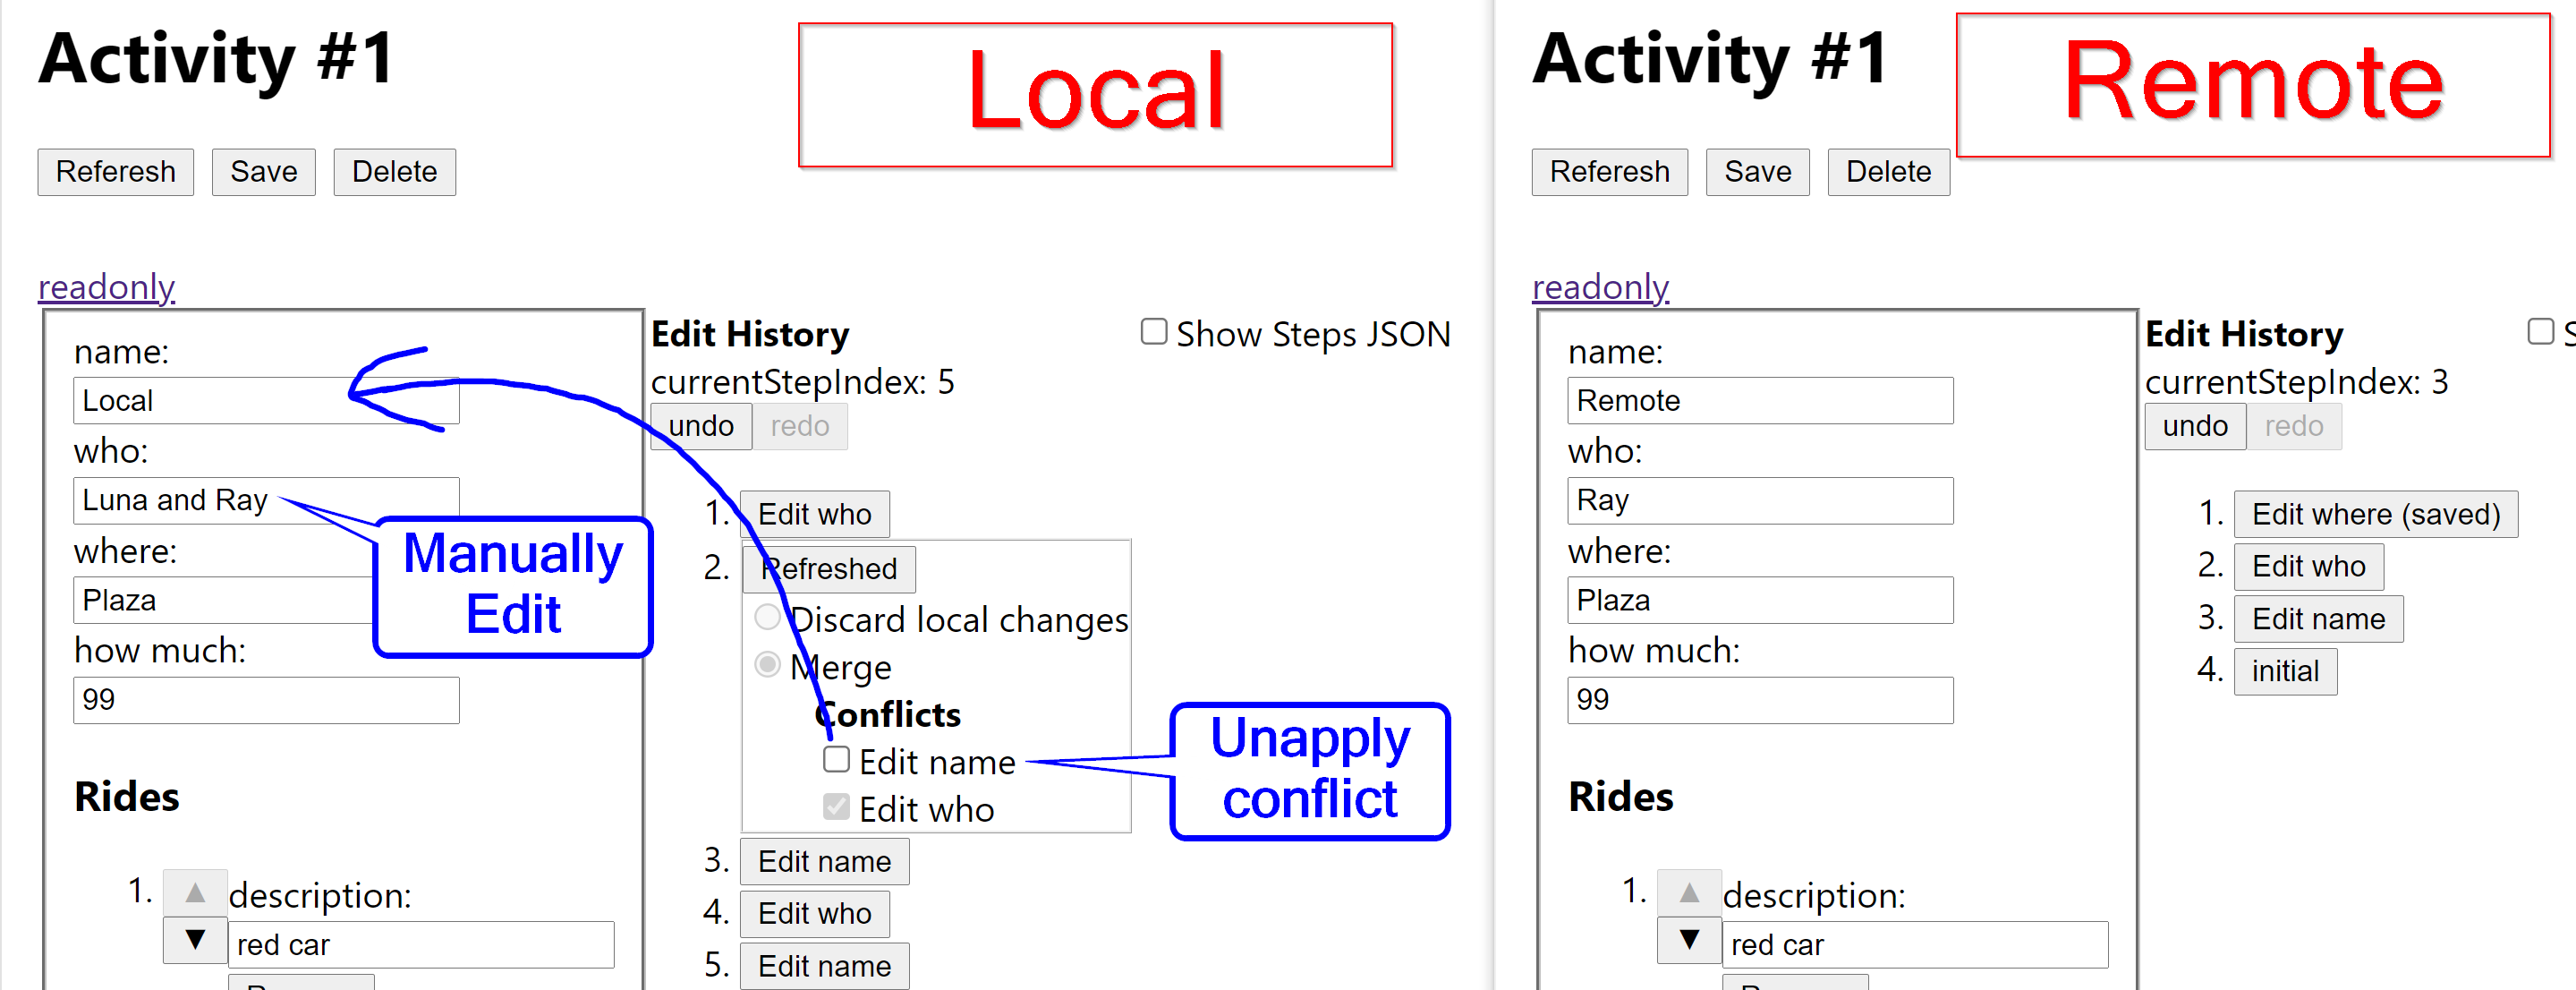 Activity #1
Local
Referesh
Save
Delete
readonly
name:
Local
who:
Luna and Ray
where:
Plaza
how much:
99
Manually
Edit
Rides
1.
▲
▼
description:
red car
Edit History
Show Steps JSON
currentStepIndex: 5
undo
redo
1. Edit who
2. Refreshed
Discard local changes
Merge
Conflicts
Edit name
Edit who
Unapply
conflict
3. Edit name
4. Edit who
5. Edit name
Activity #1
Remote
Referesh
Save
Delete
readonly
name:
Remote
who:
Ray
where:
Plaza
how much:
99
Rides
1.
▲
▼
description:
red car
Edit History
currentStepIndex: 3
undo
redo
1. Edit where (saved)
2. Edit who
3. Edit name
4. initial